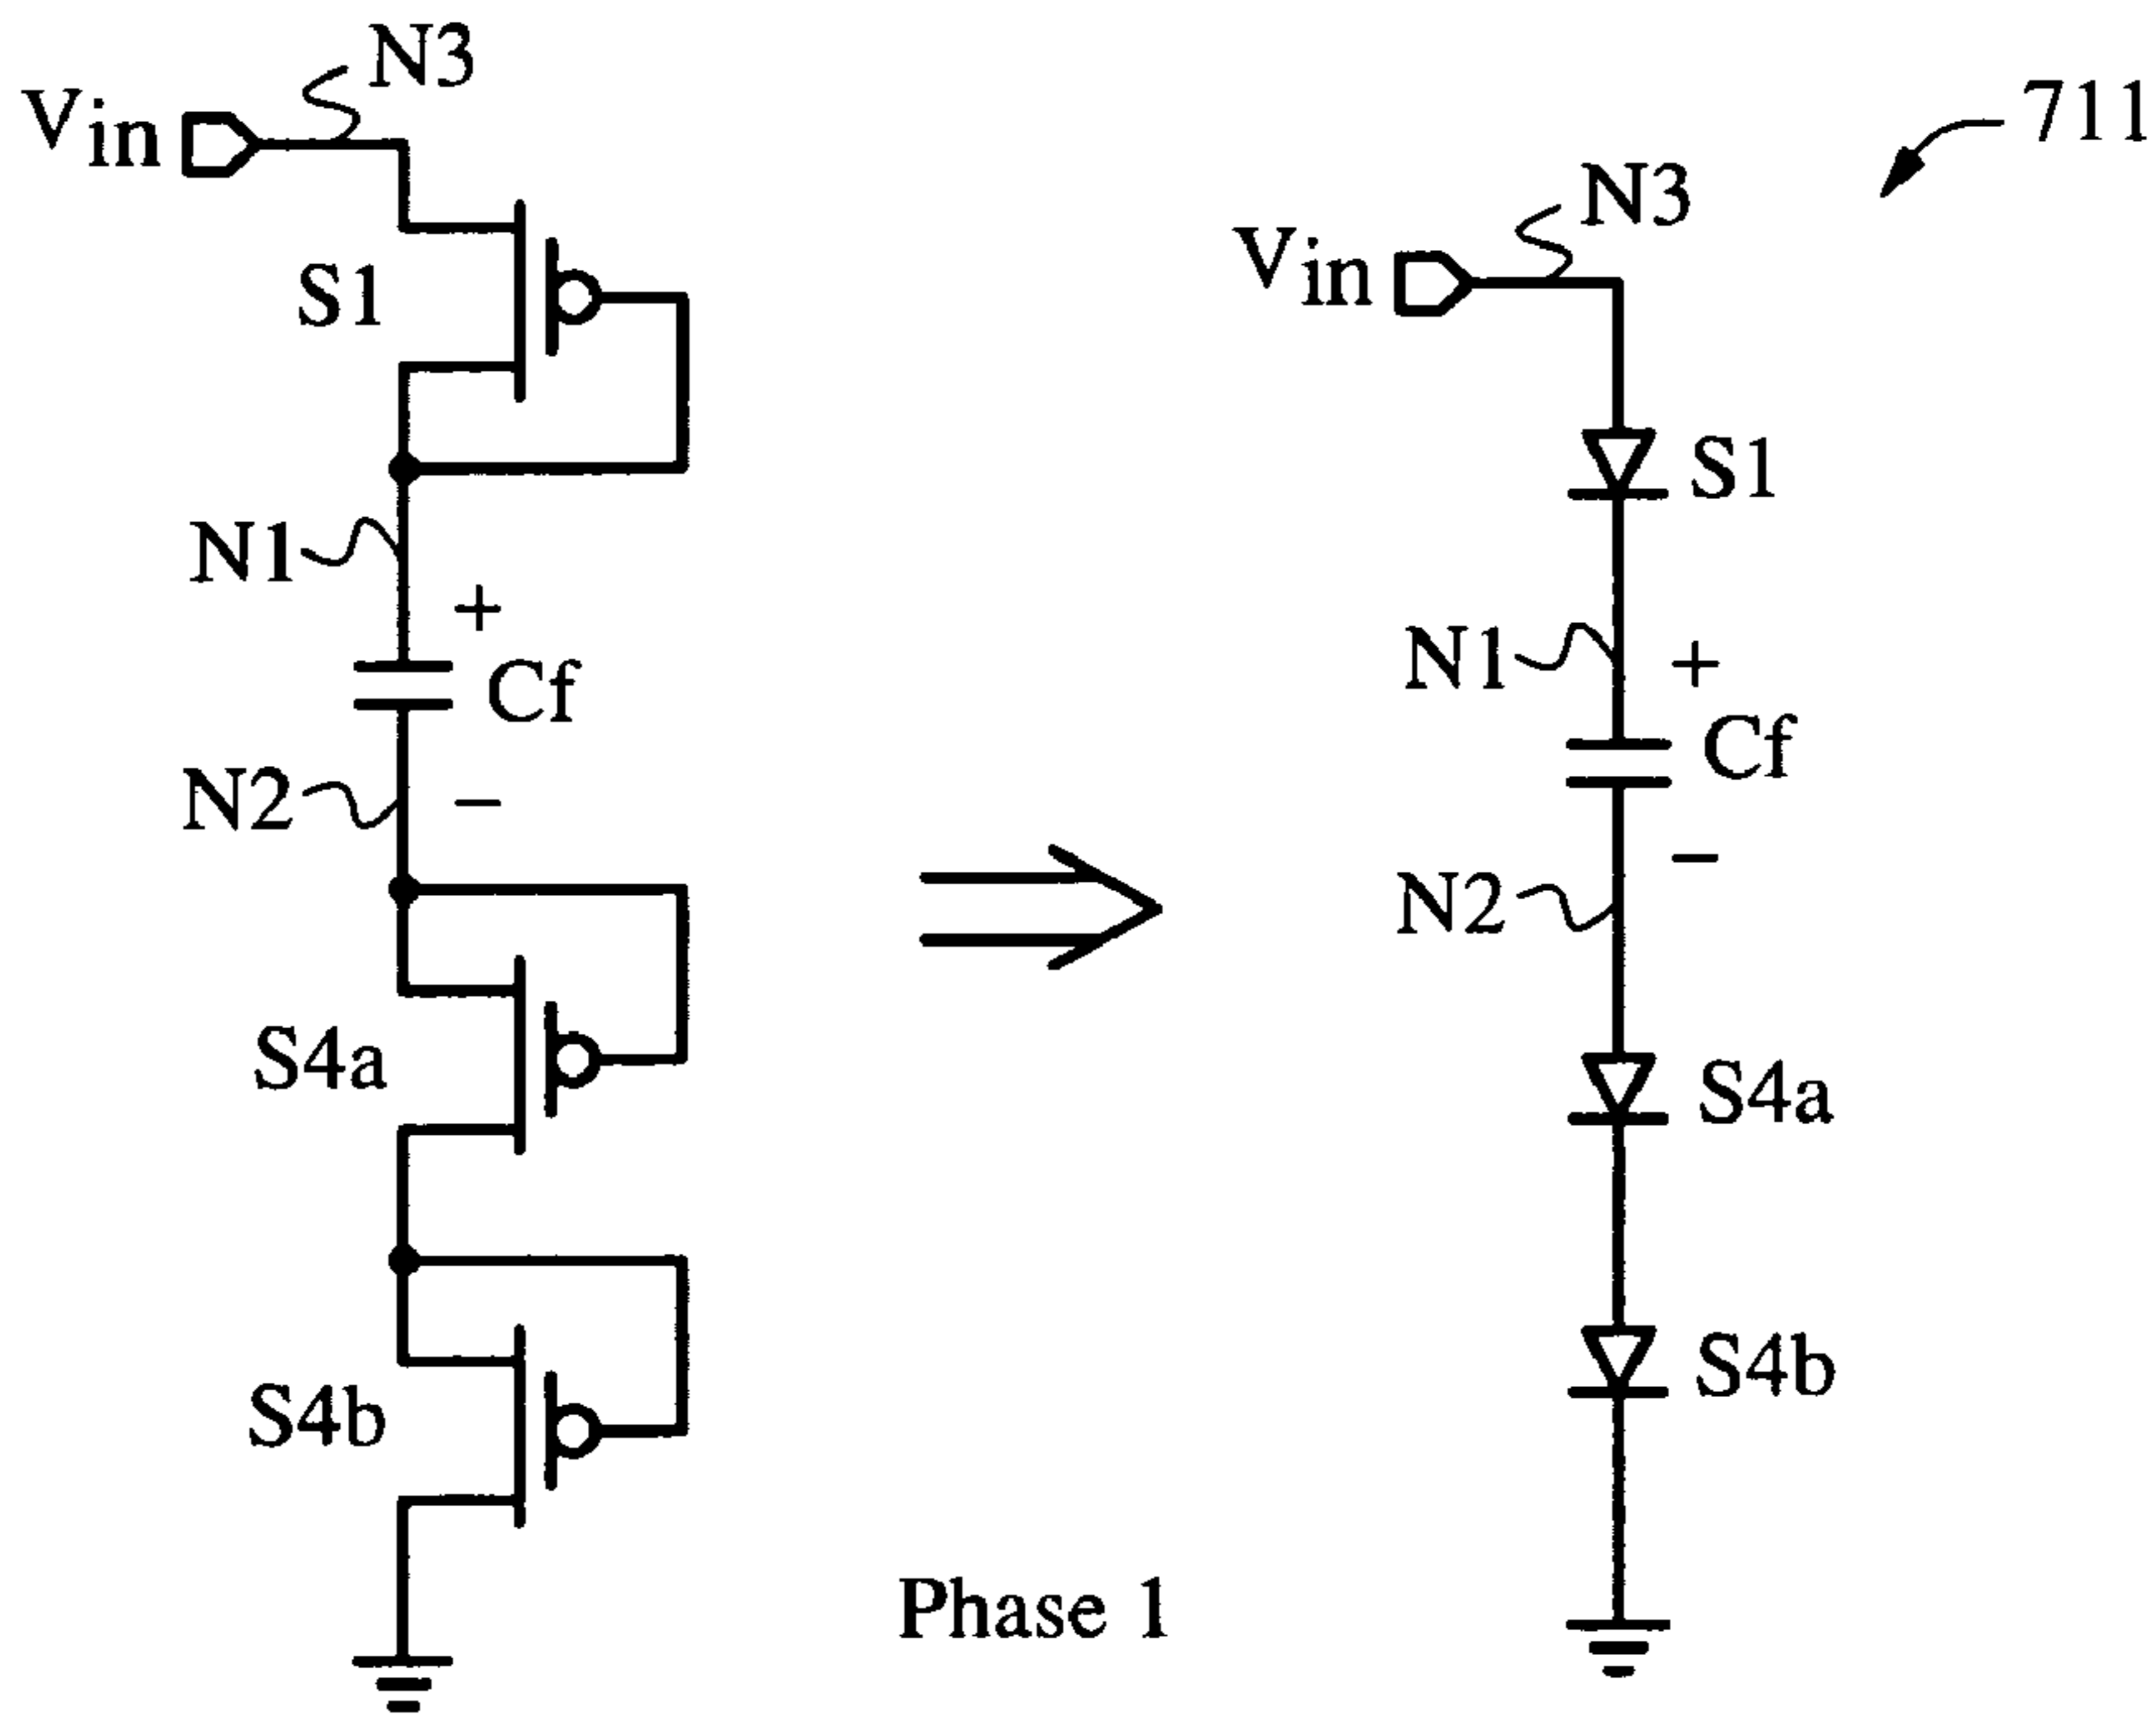 N3
Vin
S1
N1
+
Cf
N2
−
S4a
S4b
Phase 1
711
N3
Vin
S1
N1
+
Cf
−
N2
S4a
S4b